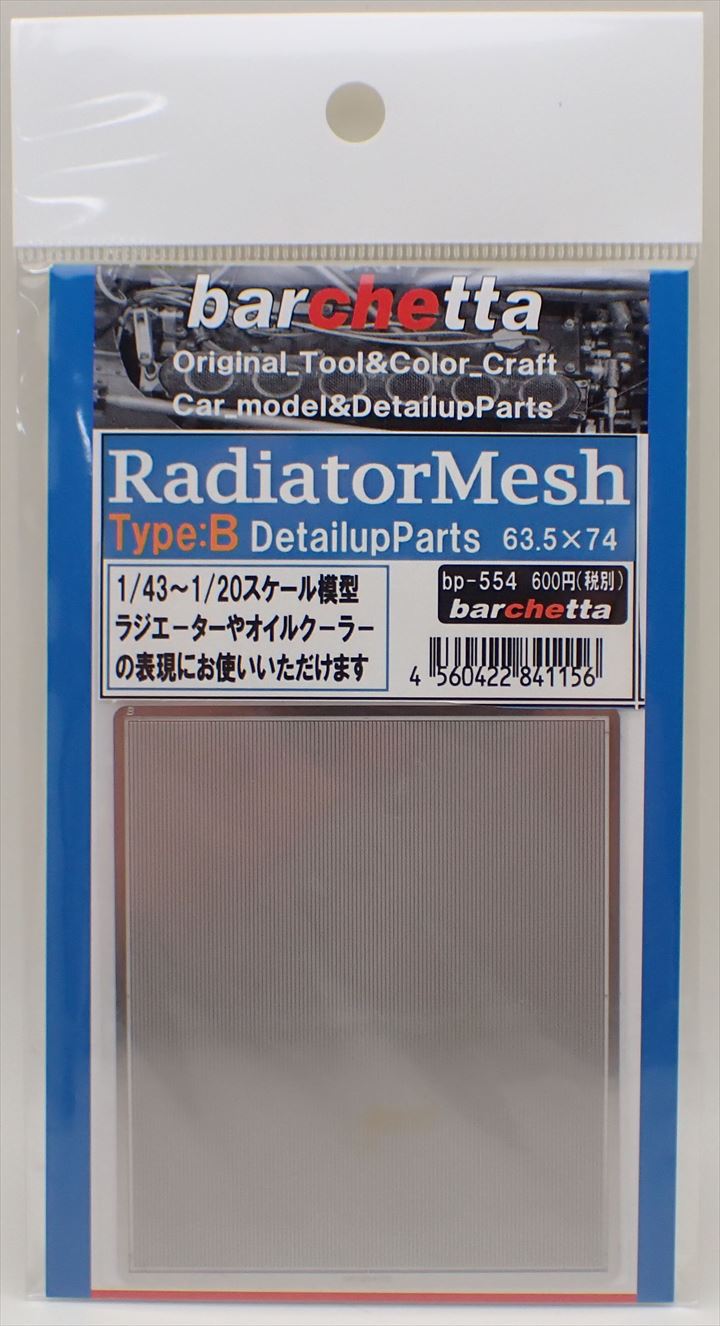 barchetta
Original_Tool&Color_Craft
Car_model&DetailupParts
RadiatorMesh
Type:B DetailupParts 63.5×74
1/43～1/20スケール模型
ラジエーターやオイルクーラー
の表現にお使いいただけます
bp-554 600円(税別)
barchetta
4 560422 841156
B